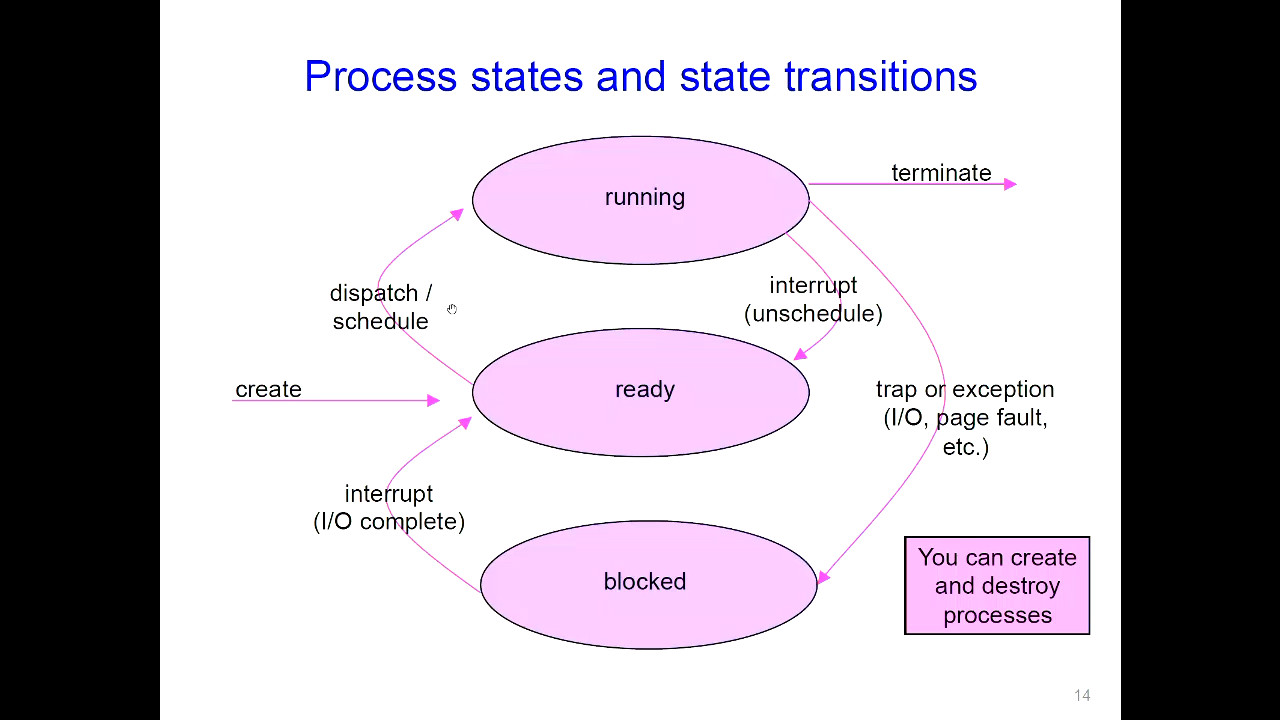 Process states and state transitions
running
terminate
dispatch /
schedule
interrupt
(unschedule)
ready
create
trap or exception
(I/O, page fault,
etc.)
interrupt
(I/O complete)
blocked
You can create
and destroy
processes
14